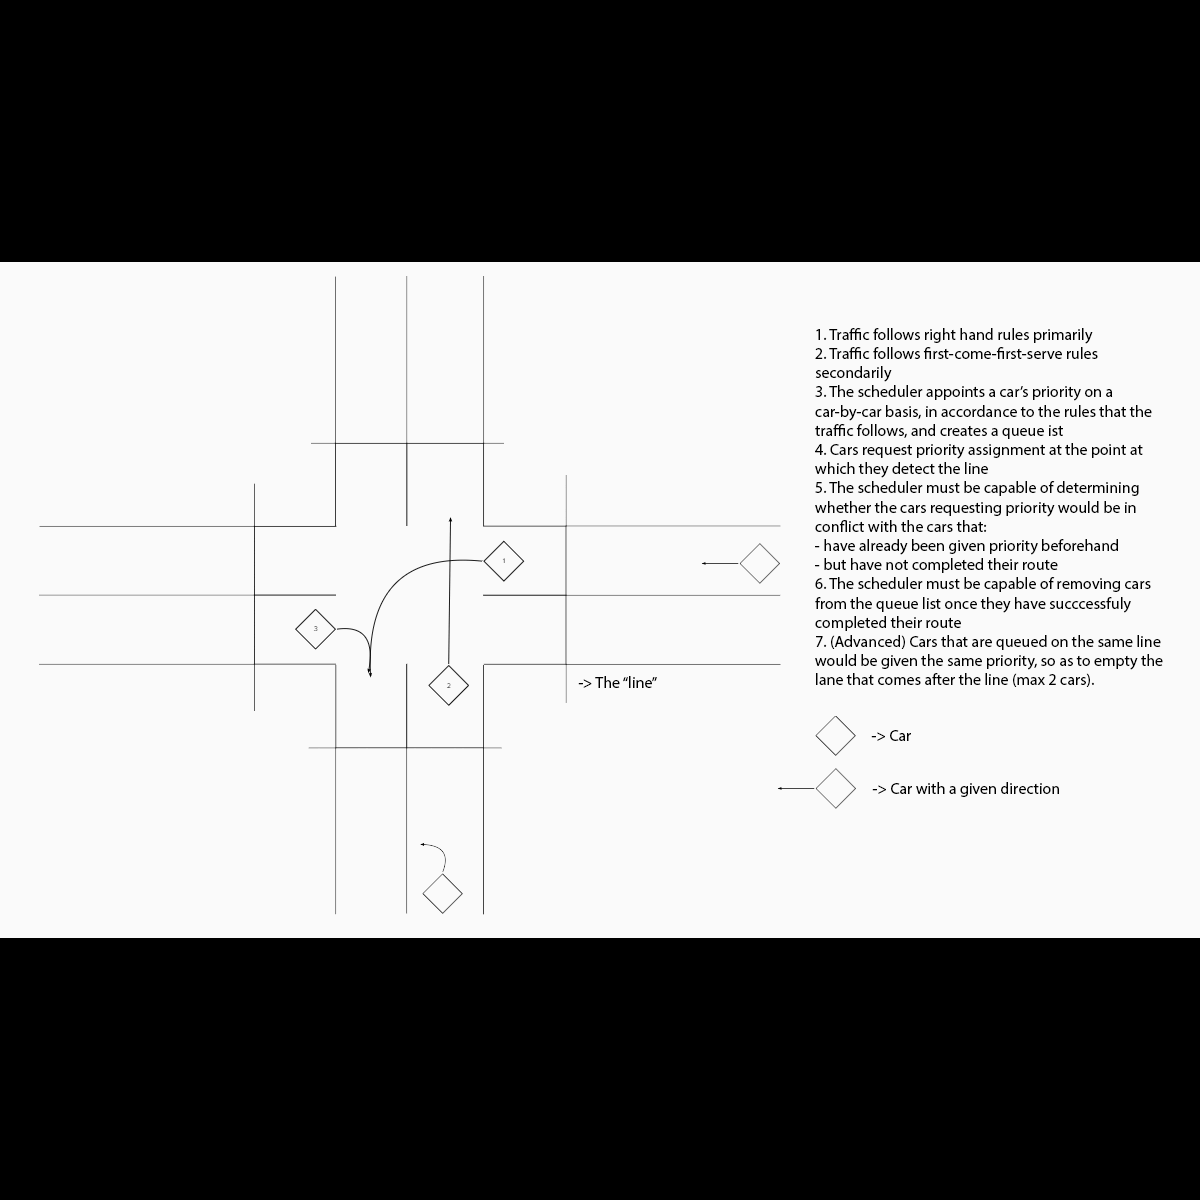 1. Traffic follows right hand rules primarily
2. Traffic follows first-come-first-serve rules
secondarily
3. The scheduler appoints a car's priority on a
car-by-car basis, in accordance to the rules that the
traffic follows, and creates a queue ist
4. Cars request priority assignment at the point at
which they detect the line
5. The scheduler must be capable of determining
whether the cars requesting priority would be in
conflict with the cars that:
- have already been given priority beforehand
- but have not completed their route
6. The scheduler must be capable of removing cars
from the queue list once they have succcessfuly
completed their route
7. (Advanced) Cars that are queued on the same line
would be given the same priority, so as to empty the
lane that comes after the line (max 2 cars).
1
3
2
-> The “line”
-> Car
-> Car with a given direction